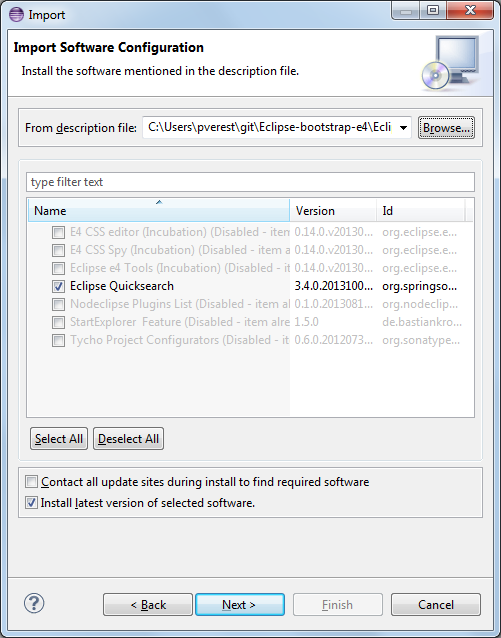 Import
Import Software Configuration
Install the software mentioned in the description file.
From description file: C:\Users\pverest\git\Eclipse-bootstrap-e4\Ecli Browse...
type filter text
Name Version Id
E4 CSS editor (Incubation) (Disabled - item a 0.14.0.v20130... org.eclipse.e...
E4 CSS Spy (Incubation) (Disabled - item alr 0.14.0.v20130... org.eclipse.e...
Eclipse e4 Tools (Incubation) (Disabled - ite 0.14.0.v20130... org.eclipse.e...
Eclipse Quicksearch 3.4.0.2013100... org.springso...
Nodeclipse Plugins List (Disabled - item alr 0.1.0.2013081... org.nodeclip...
StartExplorer Feature (Disabled - item alre 1.5.0 de.bastiankro...
Tycho Project Configurators (Disabled - it 0.6.0.2012073... org.sonatype...
Select All Deselect All
Contact all update sites during install to find required software
Install latest version of selected software.
? < Back Next > Finish Cancel